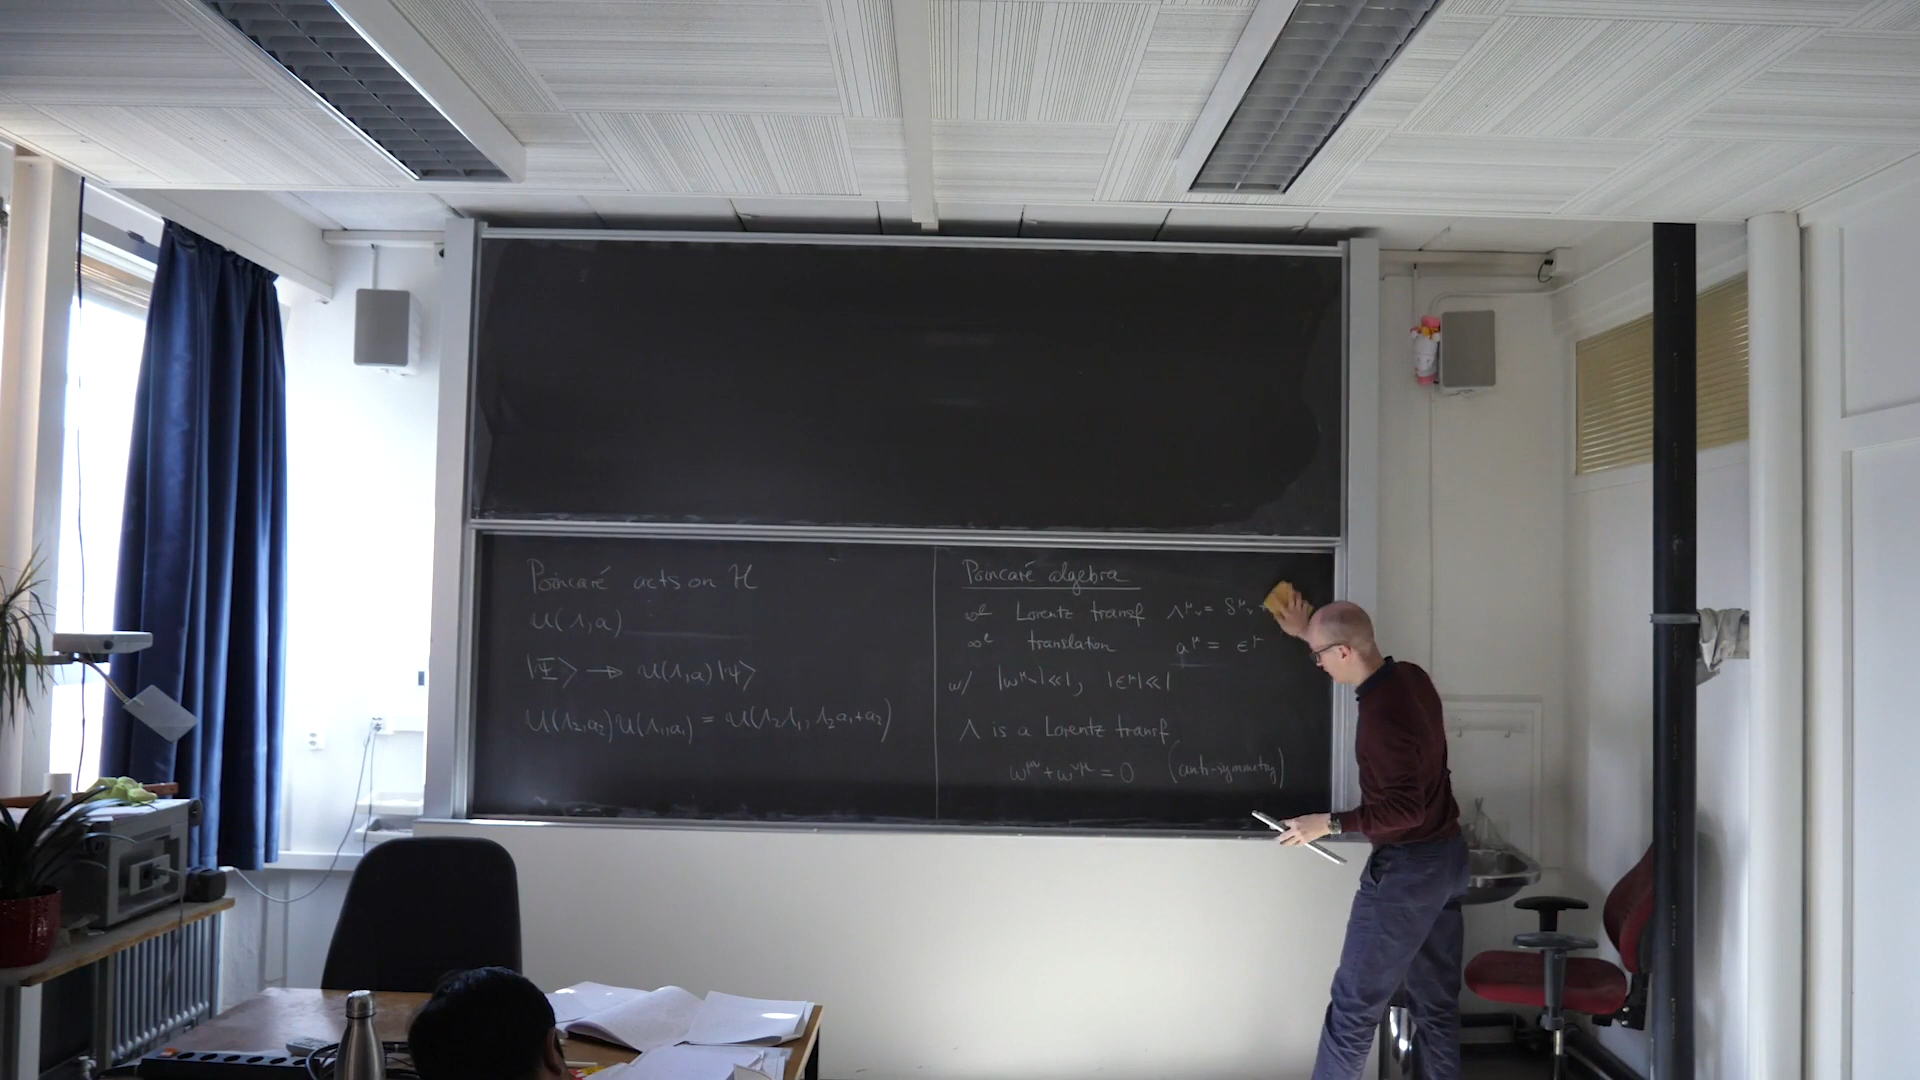 Poincaré acts on ℋ
U(Λ,a)
|Ψ⟩ → U(Λ,a)|Ψ⟩
U(Λ₂,a₂)U(Λ₁,a₁) = U(Λ₂Λ₁, Λ₂a₁+a₂)
Poincaré algebra
∞ˡ Lorentz transf Λ^μ_ν = δ^μ_ν +
∞ˡ translation a^μ = ε^μ
w/ |ω^μ_ν|≪1, |ε^μ|≪1
Λ is a Lorentz transf.
ω^μν + ω^νμ = 0 (anti-symmetry)